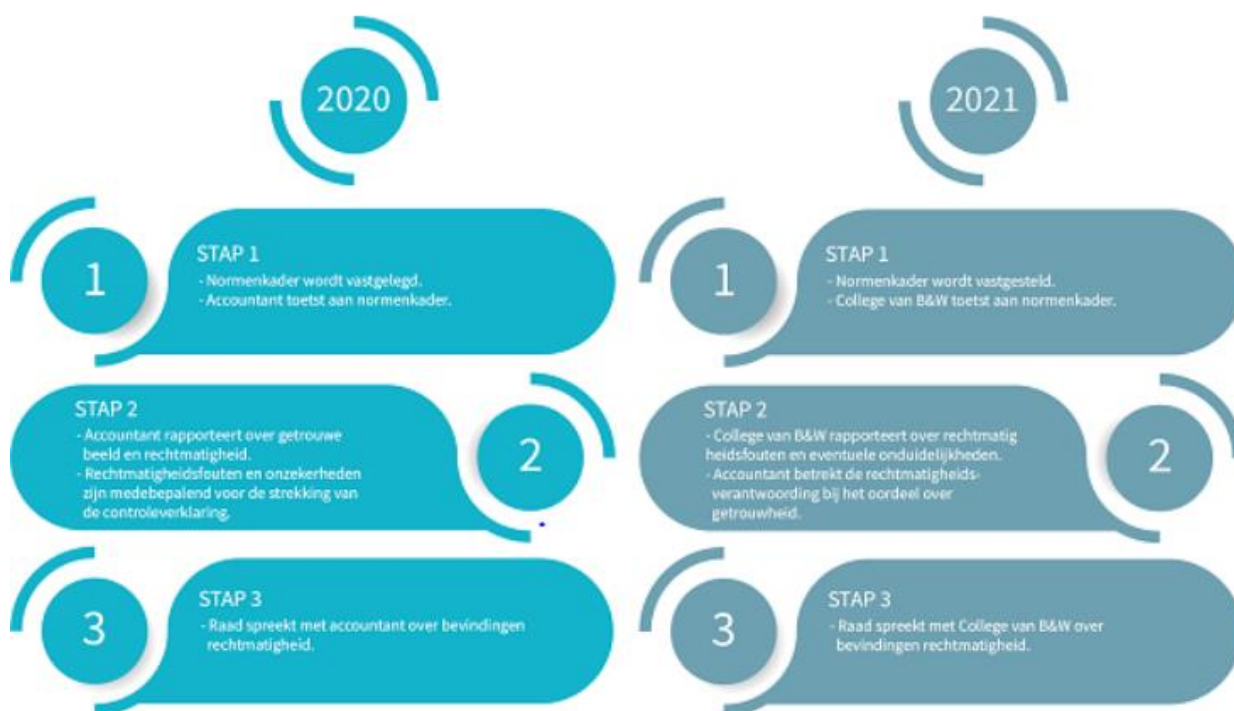 2020
1
STAP 1
- Normenkader wordt vastgelegd.
- Accountant toetst aan normenkader.
STAP 2
- Accountant rapporteert over getrouwe
beeld en rechtmatigheid.
- Rechtmatigheidsfouten en onzekerheden
zijn medebepalend voor de strekking van
de controleverklaring.
2
3
STAP 3
- Raad spreekt met accountant over bevindingen
rechtmatigheid.
2021
1
STAP 1
- Normenkader wordt vastgesteld.
- College van B&W toetst aan normenkader.
STAP 2
- College van B&W rapporteert over rechtmatig
heidsfouten en eventuele onduidelijkheden.
- Accountant betrekt de rechtmatigheids-
verantwoording bij het oordeel over
getrouwheid.
2
3
STAP 3
- Raad spreekt met College van B&W over
bevindingen rechtmatigheid.